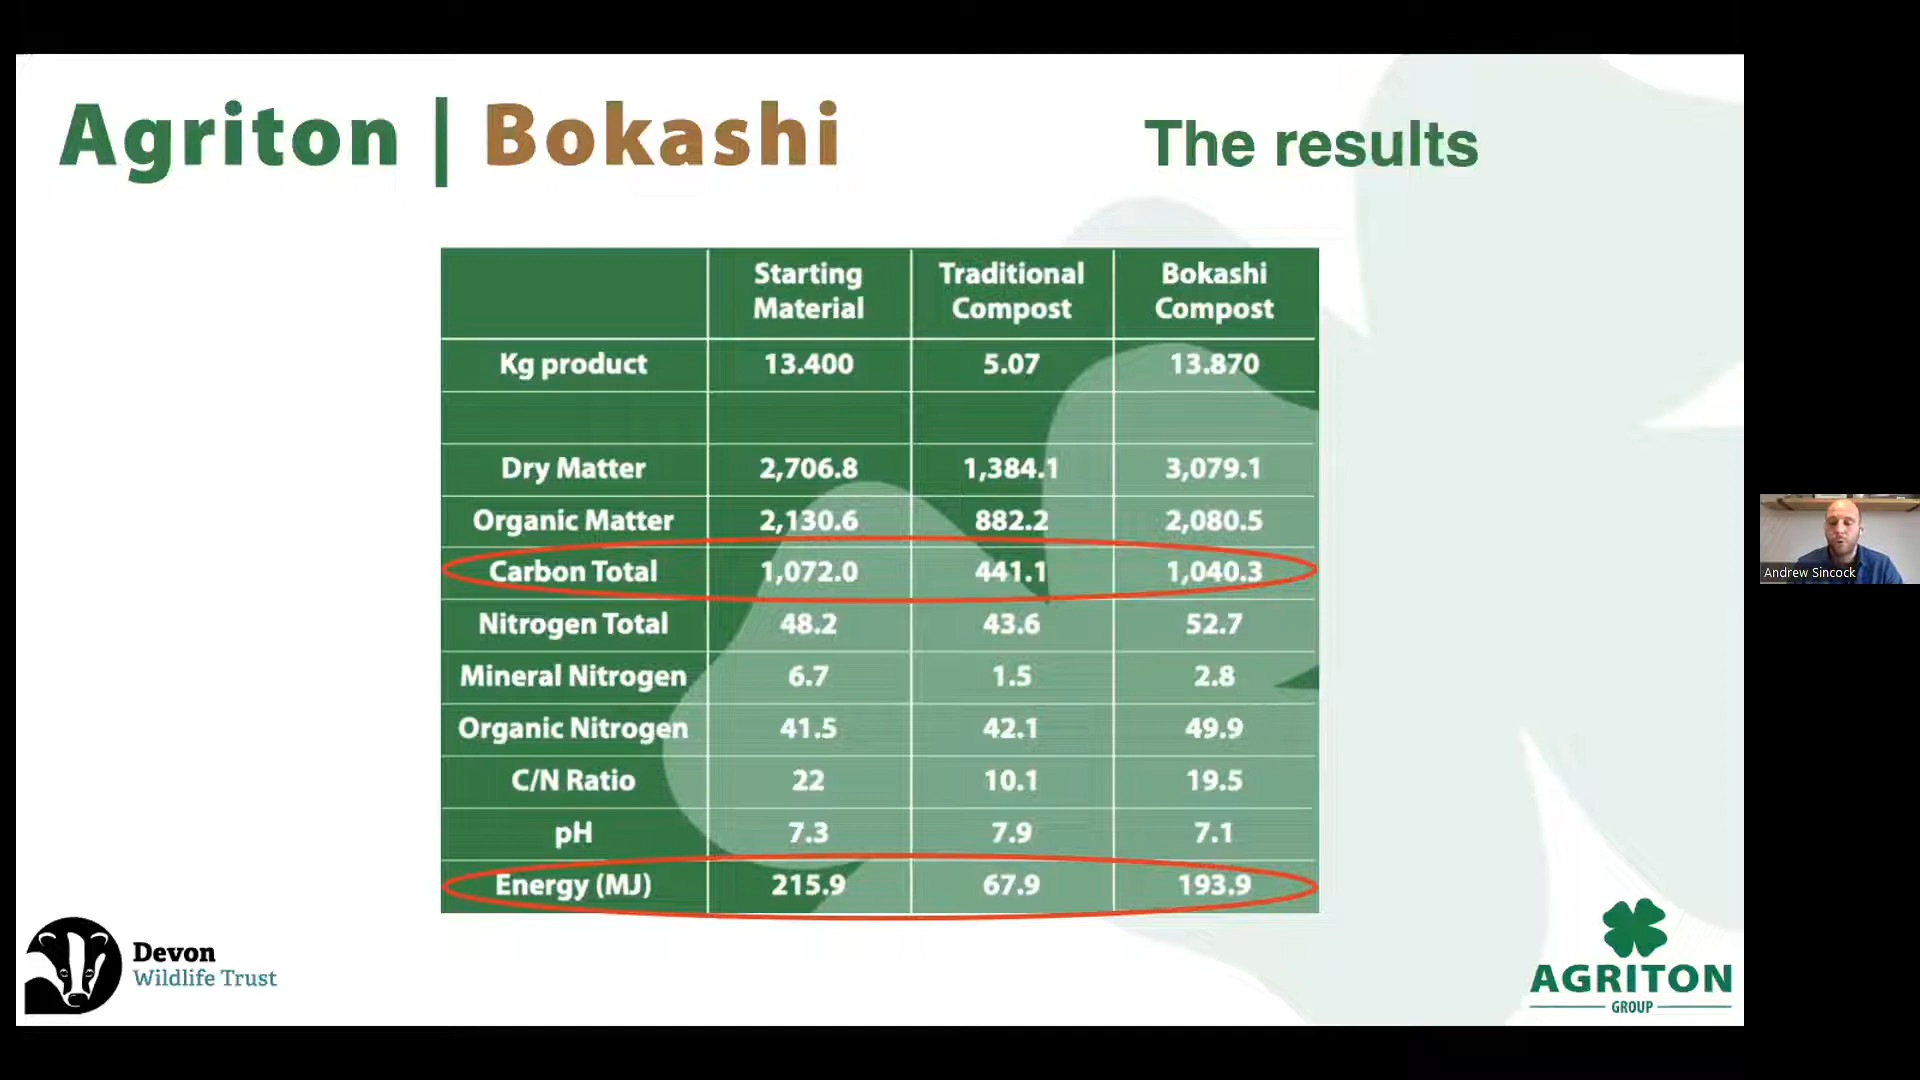 Agriton | Bokashi
The results
Starting Material
Traditional Compost
Bokashi Compost
Kg product 13.400 5.07 13.870
Dry Matter 2,706.8 1,384.1 3,079.1
Organic Matter 2,130.6 882.2 2,080.5
Carbon Total 1,072.0 441.1 1,040.3
Nitrogen Total 48.2 43.6 52.7
Mineral Nitrogen 6.7 1.5 2.8
Organic Nitrogen 41.5 42.1 49.9
C/N Ratio 22 10.1 19.5
pH 7.3 7.9 7.1
Energy (MJ) 215.9 67.9 193.9
Devon
Wildlife Trust
AGRITON
GROUP
Andrew Sincock